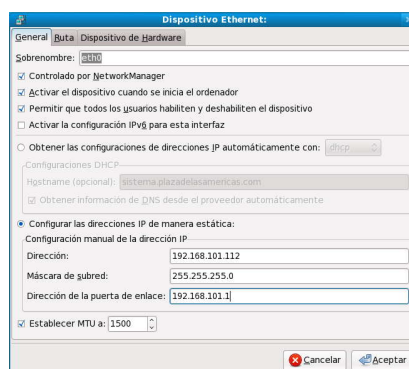 Dispositivo Ethernet:
General Ruta Dispositivo de Hardware
Sobrenombre: eth0
Controlado por NetworkManager
Activar el dispositivo cuando se inicia el ordenador
Permitir que todos los usuarios habiliten y deshabiliten el dispositivo
Activar la configuración IPv6 para esta interfaz
Obtener las configuraciones de direcciones IP automáticamente con: dhcp
Configuraciones DHCP
Hostname (opcional): sistema.plazadelasamericas.com
Obtener información de DNS desde el proveedor automáticamente
Configurar las direcciones IP de manera estática:
Configuración manual de la dirección IP
Dirección: 192.168.101.112
Máscara de subred: 255.255.255.0
Dirección de la puerta de enlace: 192.168.101.1
Establecer MTU a: 1500
Cancelar Aceptar